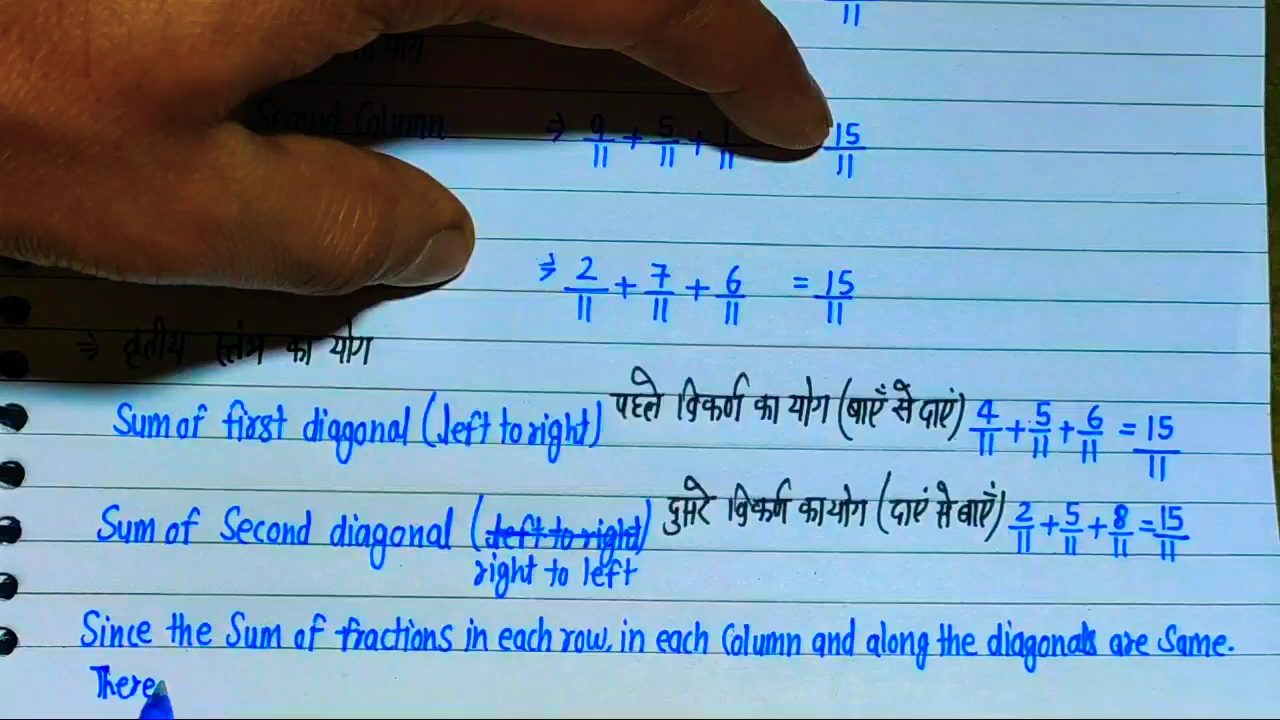 11
का योग
Second Column ⇒ 9/11 + 5/11 + 1/11 15/11
⇒ 2/11 + 7/11 + 6/11 = 15/11
⇒ तृतीय स्तंभ का योग
Sum of first diagonal (left to right) पहले विकर्ण का योग (बाएँ से दाएं) 4/11 + 5/11 + 6/11 = 15/11
Sum of Second diagonal (left to right) दुसरे विकर्ण का योग (दाएं से बाएँ) 2/11 + 5/11 + 8/11 = 15/11
right to left
Since the Sum of fractions in each row, in each Column and along the diagonals are Same.
There